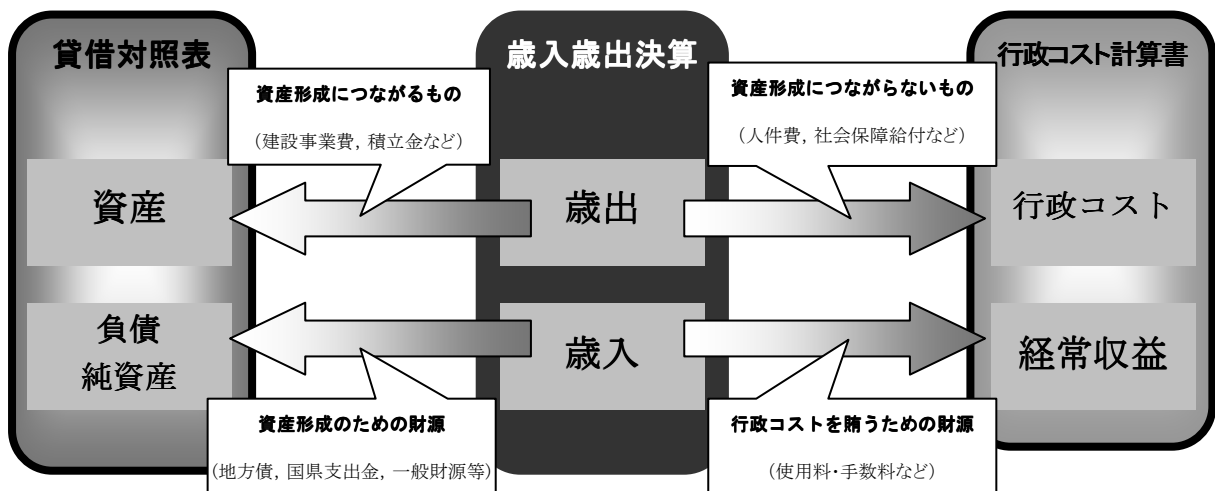 貸借対照表
歳入歳出決算
行政コスト計算書
資産形成につながるもの
(建設事業費, 積立金など)
資産形成につながらないもの
(人件費, 社会保障給付など)
資産
歳出
行政コスト
負債
純資産
歳入
経常収益
資産形成のための財源
(地方債, 国県支出金, 一般財源等)
行政コストを賄うための財源
(使用料・手数料など)